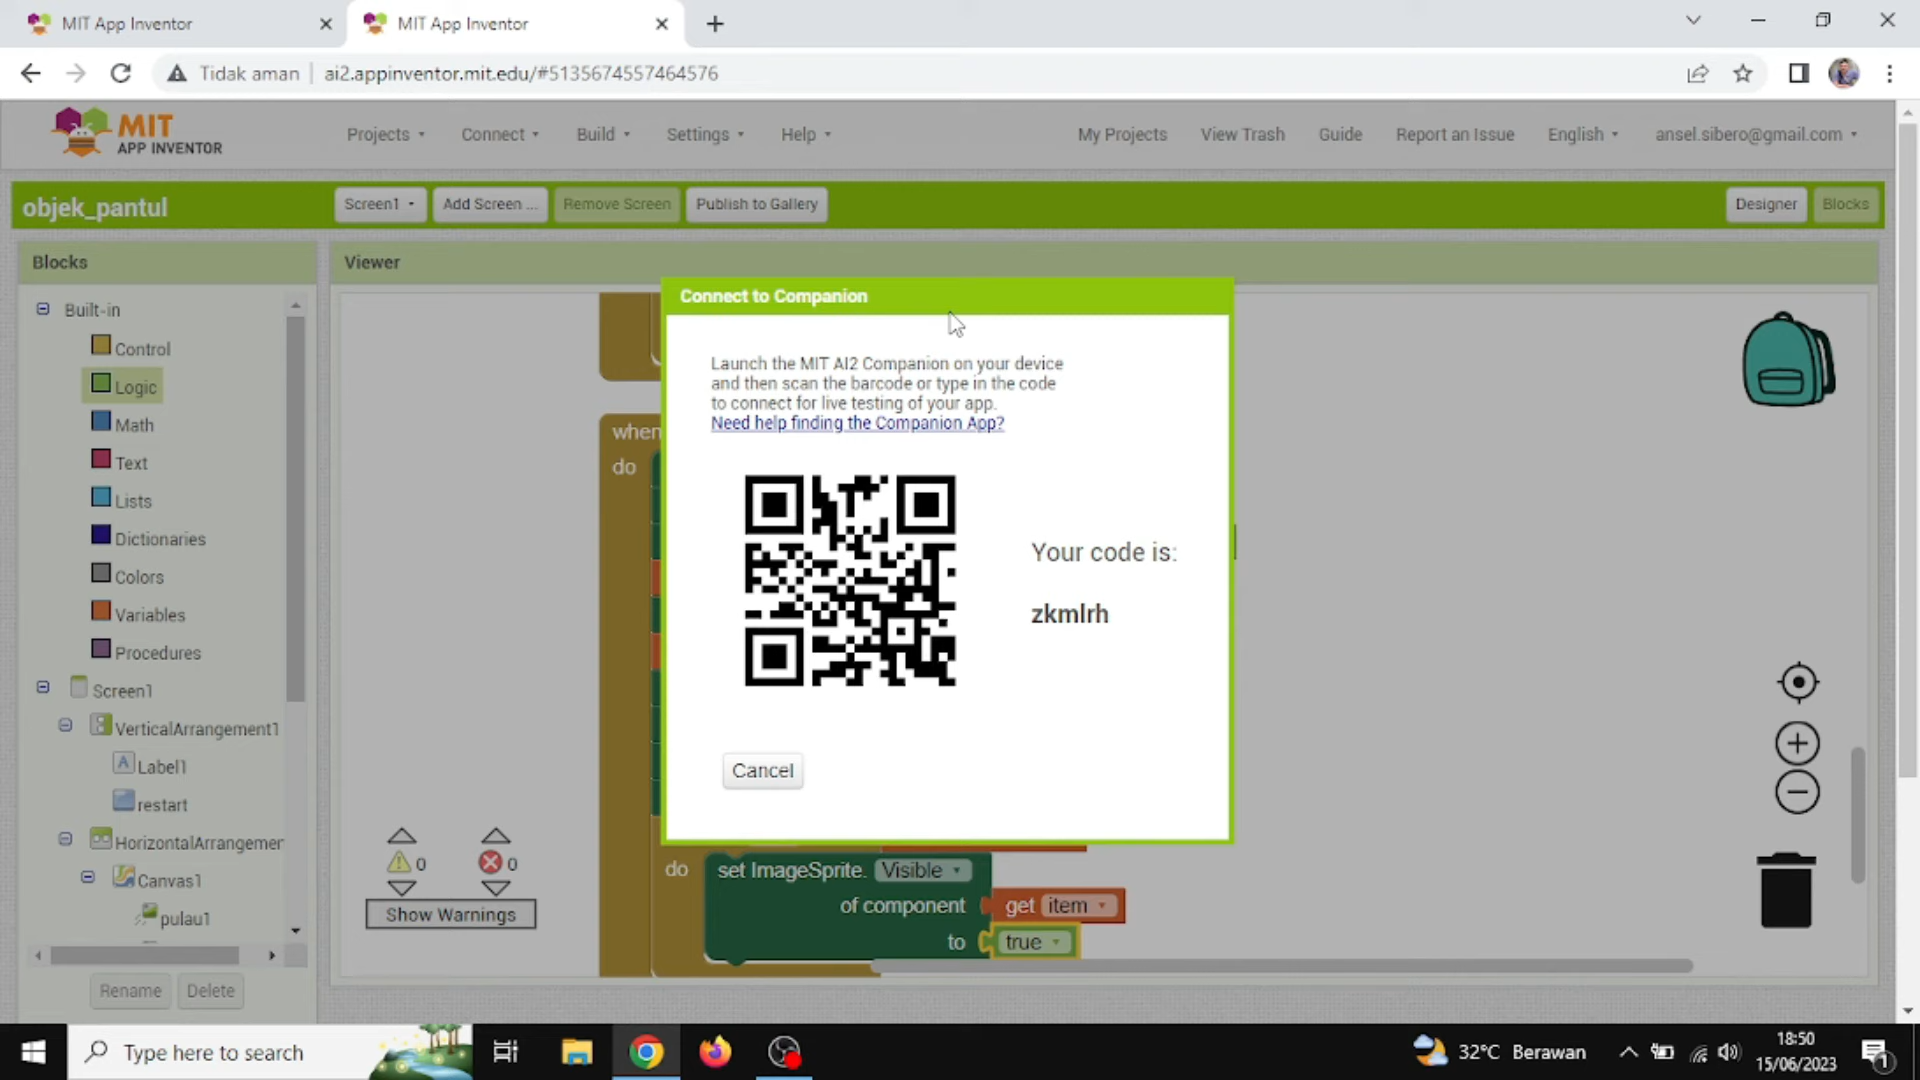 MIT App Inventor
MIT App Inventor
Tidak aman
ai2.appinventor.mit.edu/#5135674557464576
MIT
APP INVENTOR
Projects
Connect
Build
Settings
Help
My Projects
View Trash
Guide
Report an Issue
English
ansel.sibero@gmail.com
objek_pantul
Screen1
Add Screen ...
Remove Screen
Publish to Gallery
Designer
Blocks
Blocks
Viewer
Built-in
Control
Logic
Math
Text
Lists
Dictionaries
Colors
Variables
Procedures
Screen1
VerticalArrangement1
Label1
restart
HorizontalArrangemer
Canvas1
pulau1
Rename
Delete
when
do
Connect to Companion
Launch the MIT AI2 Companion on your device
and then scan the barcode or type in the code
to connect for live testing of your app.
Need help finding the Companion App?
Your code is:
zkmlrh
Cancel
0
0
Show Warnings
do
set ImageSprite. Visible
of component
get item
to
true
Type here to search
32°C Berawan
18:50
15/06/2023
1